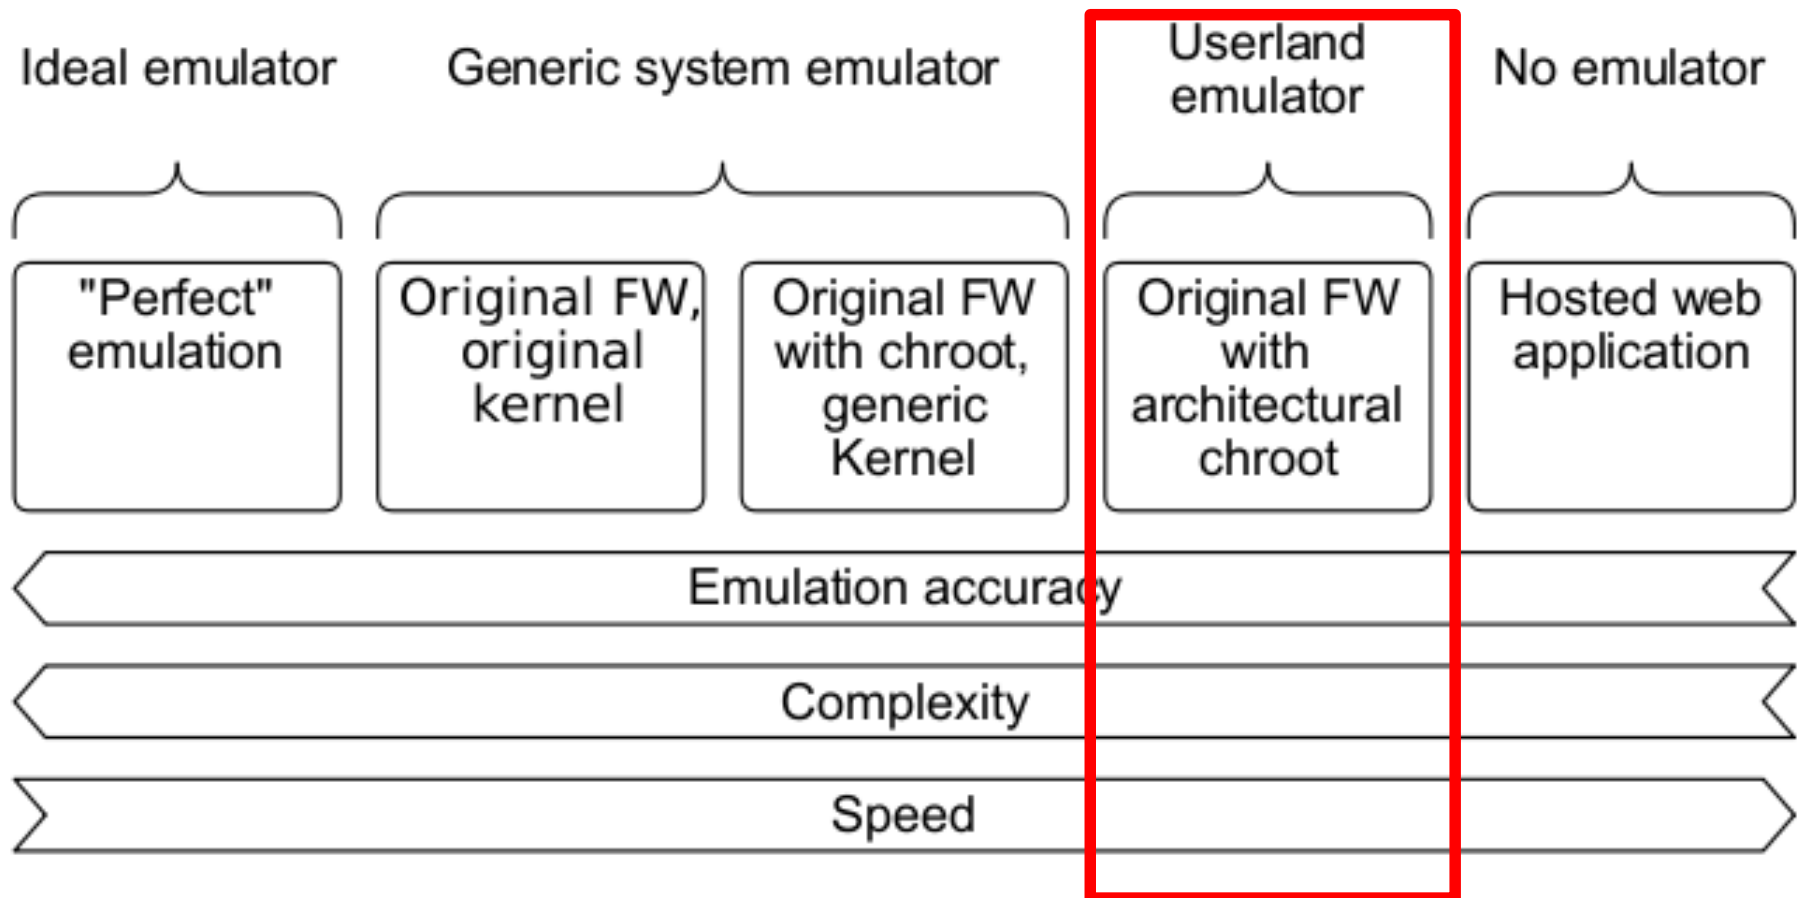 Ideal emulator
Generic system emulator
Userland
emulator
No emulator
"Perfect"
emulation
Original FW,
original
kernel
Original FW
with chroot,
generic
Kernel
Original FW
with
architectural
chroot
Hosted web
application
Emulation accuracy
Complexity
Speed